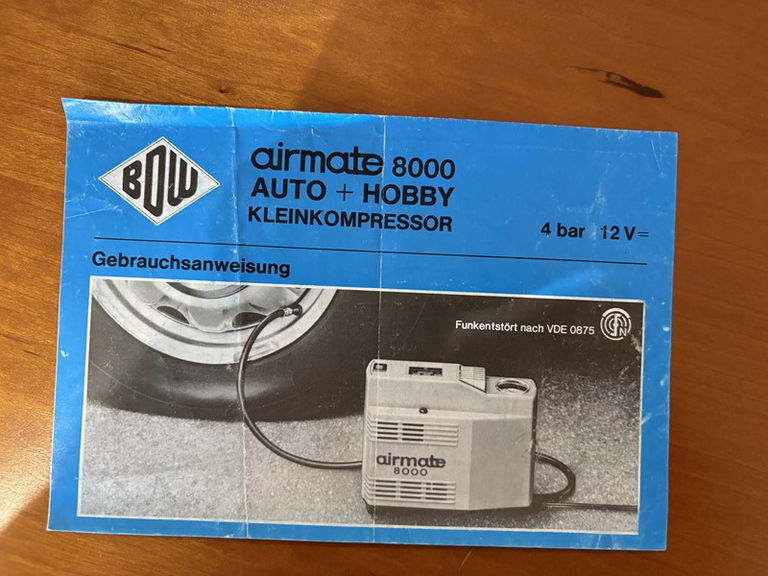 BOW
airmate 8000
AUTO + HOBBY
KLEINKOMPRESSOR
4 bar 12 V=
Gebrauchsanweisung
Funkentstört nach VDE 0875
airmate
8000